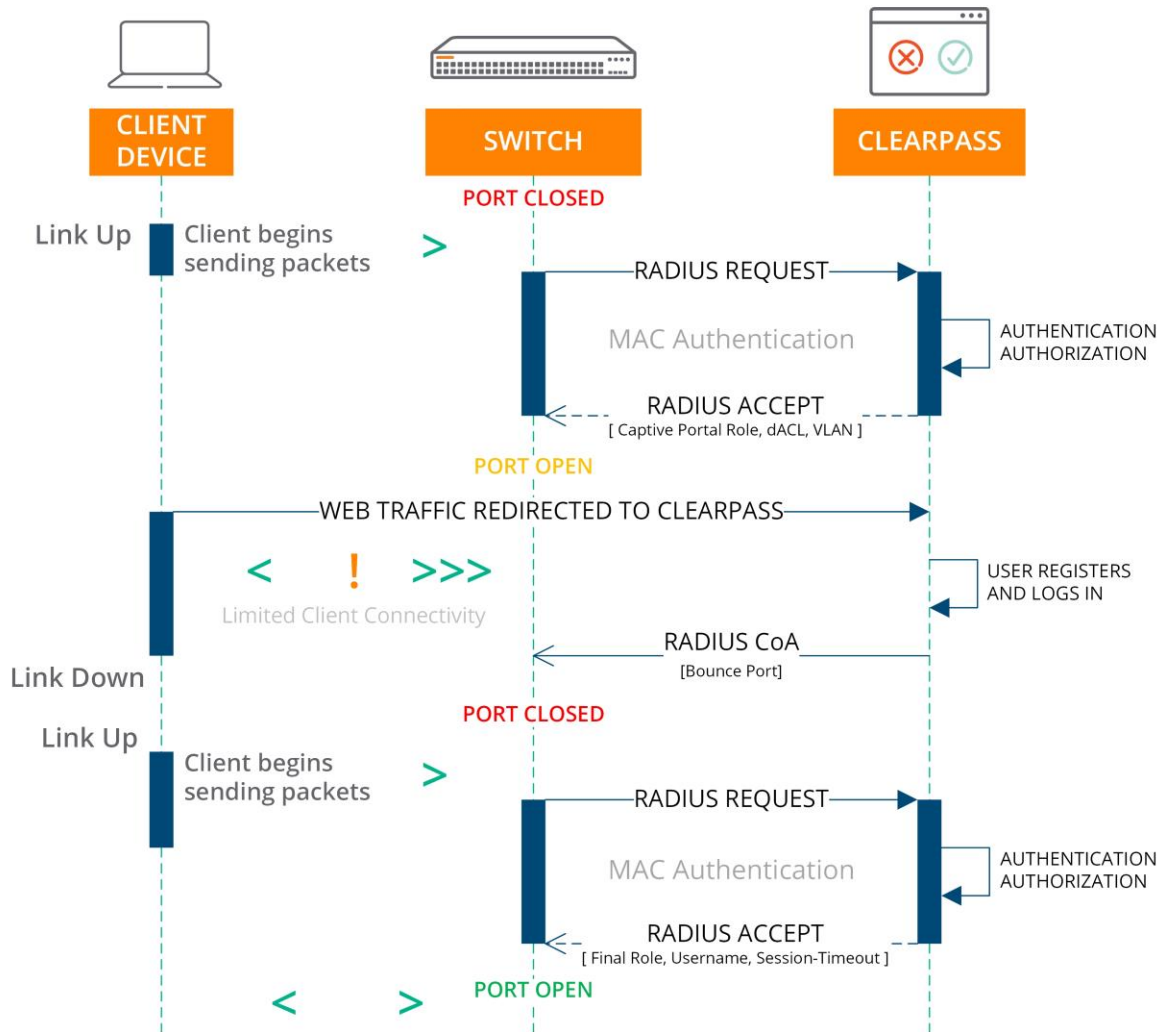 CLIENT
DEVICE
SWITCH
CLEARPASS
PORT CLOSED
Link Up
Client begins
sending packets
>
RADIUS REQUEST
MAC Authentication
AUTHENTICATION
AUTHORIZATION
RADIUS ACCEPT
[ Captive Portal Role, dACL, VLAN ]
PORT OPEN
WEB TRAFFIC REDIRECTED TO CLEARPASS
< ! >>>
Limited Client Connectivity
USER REGISTERS
AND LOGS IN
RADIUS CoA
[Bounce Port]
Link Down
PORT CLOSED
Link Up
Client begins
sending packets
>
RADIUS REQUEST
MAC Authentication
AUTHENTICATION
AUTHORIZATION
RADIUS ACCEPT
[ Final Role, Username, Session-Timeout ]
PORT OPEN
< >